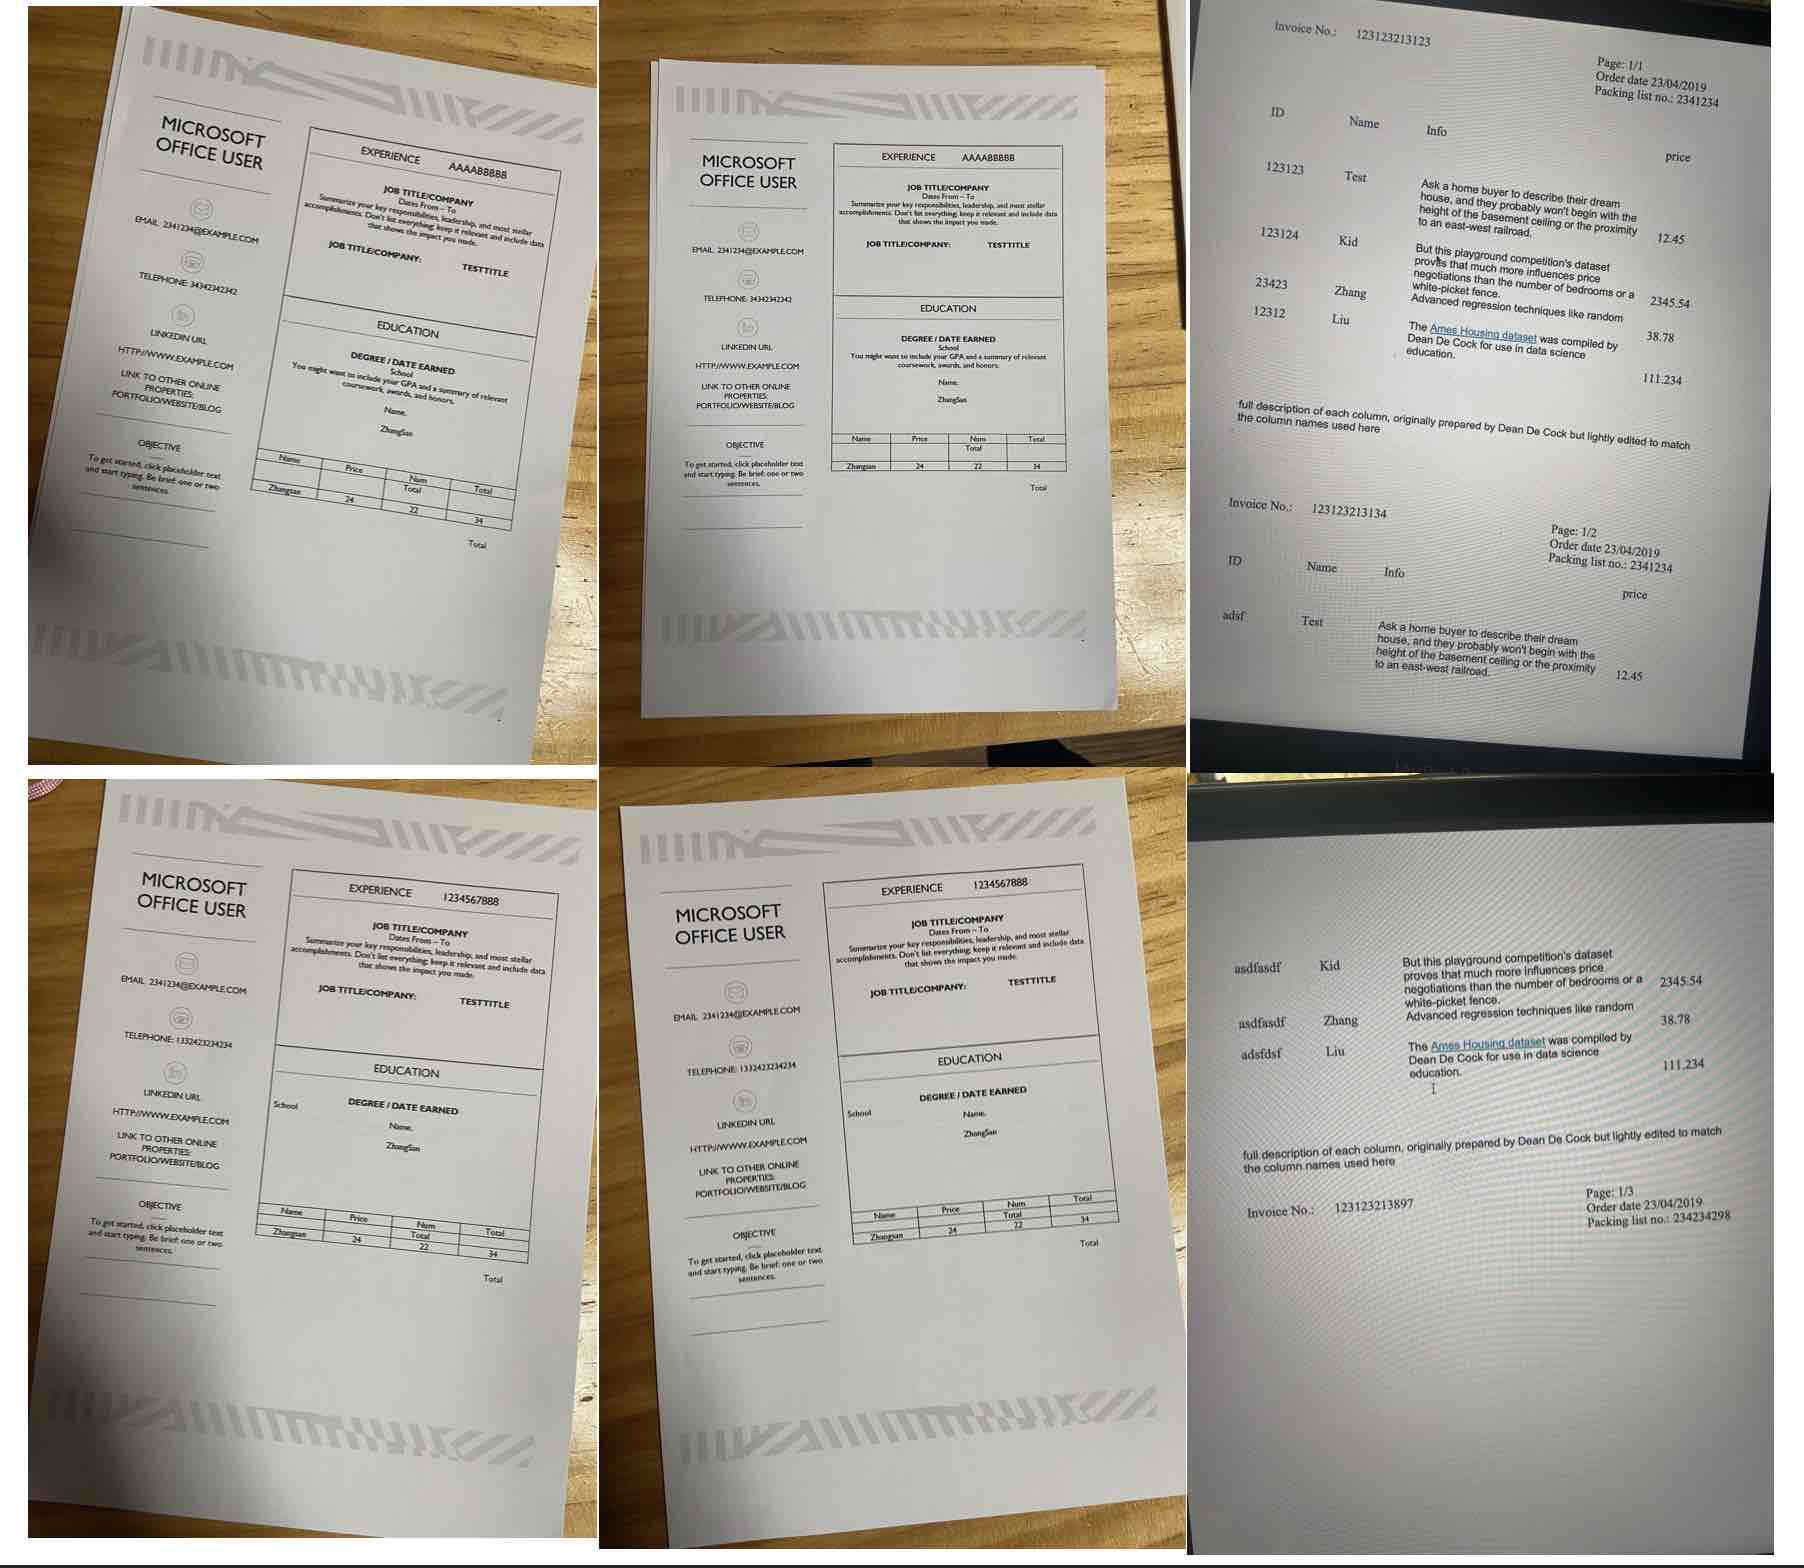 MICROSOFT
OFFICE USER
EMAIL 2341234@EXAMPLE.COM
TELEPHONE: 34342342342
LINKEDIN URL
HTTP://WWW.EXAMPLE.COM
LINK TO OTHER ONLINE
PROPERTIES:
PORTFOLIO/WEBSITE/BLOG
OBJECTIVE
To get started, click placeholder text
and start typing. Be brief: one or two
sentences.
EXPERIENCE AAAABBBBB
JOB TITLE/COMPANY
Dates From – To
Summarize your key responsibilities, leadership, and most stellar
accomplishments. Don't list everything; keep it relevant and include data
that shows the impact you made.
JOB TITLE/COMPANY: TESTTITLE
EDUCATION
DEGREE / DATE EARNED
School
You might want to include your GPA and a summary of relevant
coursework, awards, and honors.
Name.
ZhangSan
Name Price Num Total
Total
Zhangsan 24 22 34
Total
MICROSOFT
OFFICE USER
EMAIL 2341234@EXAMPLE.COM
TELEPHONE: 34342342342
LINKEDIN URL
HTTP://WWW.EXAMPLE.COM
LINK TO OTHER ONLINE
PROPERTIES:
PORTFOLIO/WEBSITE/BLOG
OBJECTIVE
To get started, click placeholder text
and start typing. Be brief: one or two
sentences.
EXPERIENCE AAAABBBBB
JOB TITLE/COMPANY
Dates From – To
Summarize your key responsibilities, leadership, and most stellar
accomplishments. Don't list everything; keep it relevant and include data
that shows the impact you made.
JOB TITLE/COMPANY: TESTTITLE
EDUCATION
DEGREE / DATE EARNED
School
You might want to include your GPA and a summary of relevant
coursework, awards, and honors.
Name.
ZhangSan
Name Price Num Total
Total
Zhangsan 24 22 34
Total
Invoice No.: 123123213123
Page: 1/1
Order date 23/04/2019
Packing list no.: 2341234
ID Name Info price
123123 Test Ask a home buyer to describe their dream
house, and they probably won't begin with the
height of the basement ceiling or the proximity
to an east-west railroad. 12.45
123124 Kid But this playground competition's dataset
proves that much more influences price
negotiations than the number of bedrooms or a
white-picket fence. 2345.54
23423 Zhang Advanced regression techniques like random 38.78
12312 Liu The Ames Housing dataset was compiled by
Dean De Cock for use in data science
education. 111.234
full description of each column, originally prepared by Dean De Cock but lightly edited to match
the column names used here
Invoice No.: 123123213134
Page: 1/2
Order date 23/04/2019
Packing list no.: 2341234
ID Name Info price
adsf Test Ask a home buyer to describe their dream
house, and they probably won't begin with the
height of the basement ceiling or the proximity
to an east-west railroad. 12.45
MICROSOFT
OFFICE USER
EMAIL 2341234@EXAMPLE.COM
TELEPHONE: 1332423234234
LINKEDIN URL
HTTP://WWW.EXAMPLE.COM
LINK TO OTHER ONLINE
PROPERTIES:
PORTFOLIO/WEBSITE/BLOG
OBJECTIVE
To get started, click placeholder text
and start typing. Be brief: one or two
sentences.
EXPERIENCE 1234567888
JOB TITLE/COMPANY
Dates From – To
Summarize your key responsibilities, leadership, and most stellar
accomplishments. Don't list everything; keep it relevant and include data
that shows the impact you made.
JOB TITLE/COMPANY: TESTTITLE
EDUCATION
DEGREE / DATE EARNED
School
Name.
ZhangSan
Name Price Num Total
Total
Zhangsan 24 22 34
Total
MICROSOFT
OFFICE USER
EMAIL 2341234@EXAMPLE.COM
TELEPHONE: 1332423234234
LINKEDIN URL
HTTP://WWW.EXAMPLE.COM
LINK TO OTHER ONLINE
PROPERTIES:
PORTFOLIO/WEBSITE/BLOG
OBJECTIVE
To get started, click placeholder text
and start typing. Be brief: one or two
sentences.
EXPERIENCE 1234567888
JOB TITLE/COMPANY
Dates From – To
Summarize your key responsibilities, leadership, and most stellar
accomplishments. Don't list everything; keep it relevant and include data
that shows the impact you made.
JOB TITLE/COMPANY: TESTTITLE
EDUCATION
DEGREE / DATE EARNED
School
Name.
ZhangSan
Name Price Num Total
Total
Zhangsan 24 22 34
Total
asdfasdf Kid But this playground competition's dataset
proves that much more influences price
negotiations than the number of bedrooms or a
white-picket fence. 2345.54
asdfasdf Zhang Advanced regression techniques like random 38.78
adsfdsf Liu The Ames Housing dataset was compiled by
Dean De Cock for use in data science
education. 111.234
full description of each column, originally prepared by Dean De Cock but lightly edited to match
the column names used here
Invoice No.: 123123213897
Page: 1/3
Order date 23/04/2019
Packing list no.: 234234298